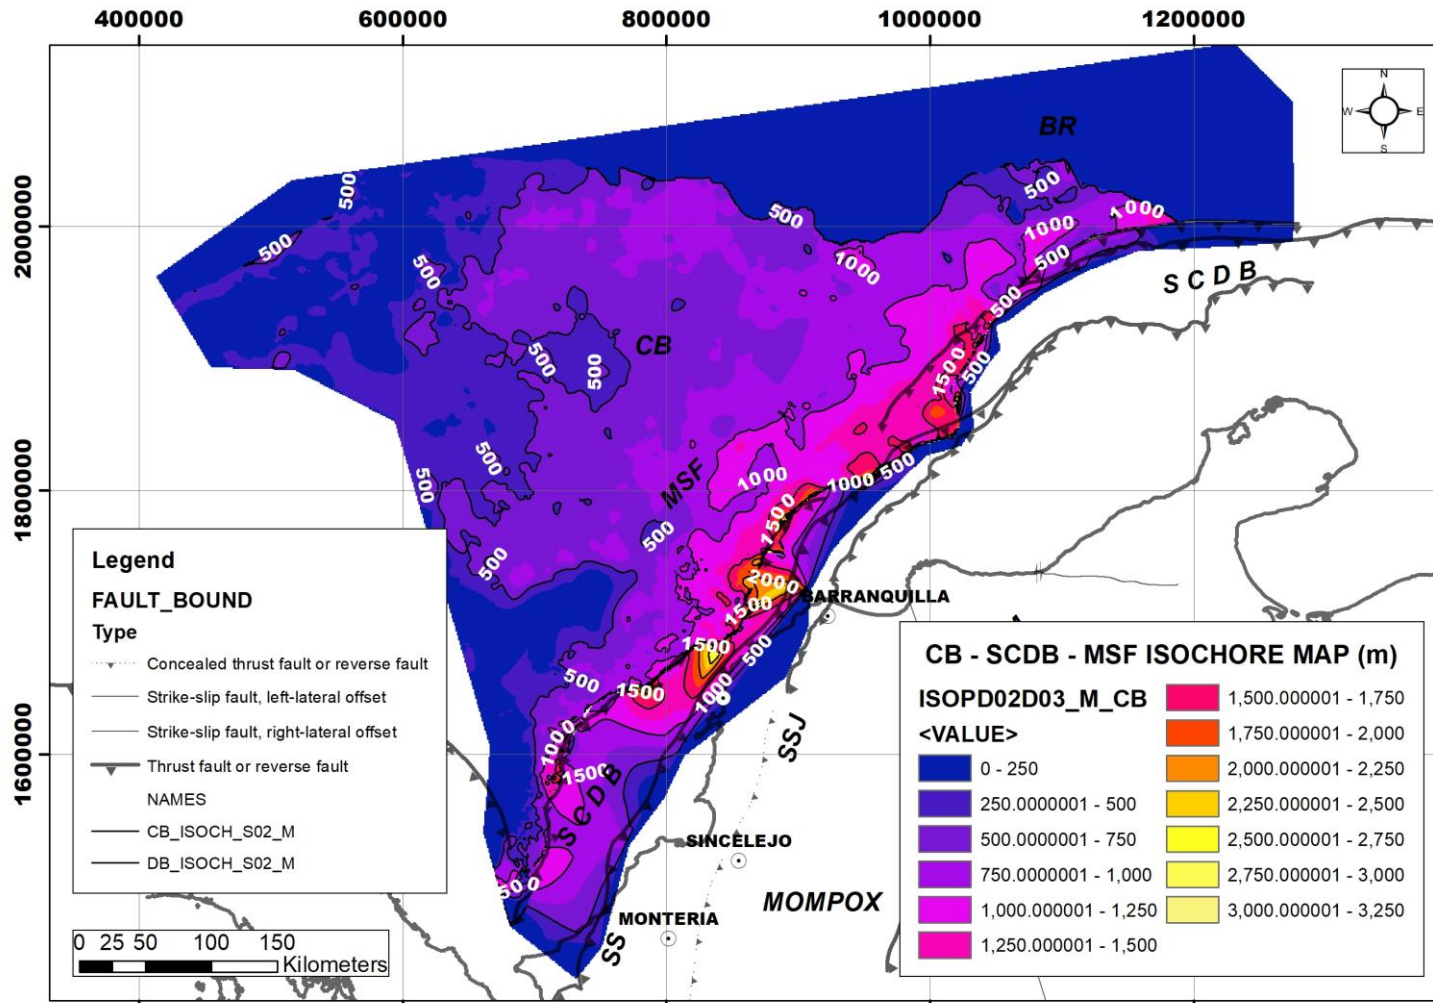 400000 600000 800000 1000000 1200000
N
W E
S
BR
500
500
1000
2000000
500
500
1000
500
1000
500
SCDB
500
CB
500
500
1500
500
500
MSF
1000
500
1000
500
1800000
1500
500
500
2000
1500
BARRANQUILLA
1500
500
500
1500
1000
1000
1500
SCDB
SSJ
1600000
SINCELEJO
MOMPOX
MONTERIA
SS
Legend
FAULT_BOUND
Type
Concealed thrust fault or reverse fault
Strike-slip fault, left-lateral offset
Strike-slip fault, right-lateral offset
Thrust fault or reverse fault
NAMES
CB_ISOCH_S02_M
DB_ISOCH_S02_M
0 25 50 100 150
Kilometers
CB - SCDB - MSF ISOCHORE MAP (m)
ISOPD02D03_M_CB
<VALUE>
0 - 250
250.0000001 - 500
500.0000001 - 750
750.0000001 - 1,000
1,000.000001 - 1,250
1,250.000001 - 1,500
1,500.000001 - 1,750
1,750.000001 - 2,000
2,000.000001 - 2,250
2,250.000001 - 2,500
2,500.000001 - 2,750
2,750.000001 - 3,000
3,000.000001 - 3,250